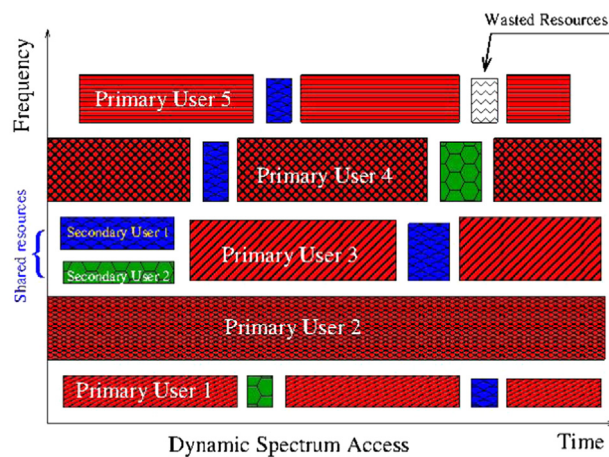 Wasted Resources
Frequency
Primary User 5
Primary User 4
Shared resources
Secondary User 1
Primary User 3
Secondary User 2
Primary User 2
Primary User 1
Dynamic Spectrum Access
Time